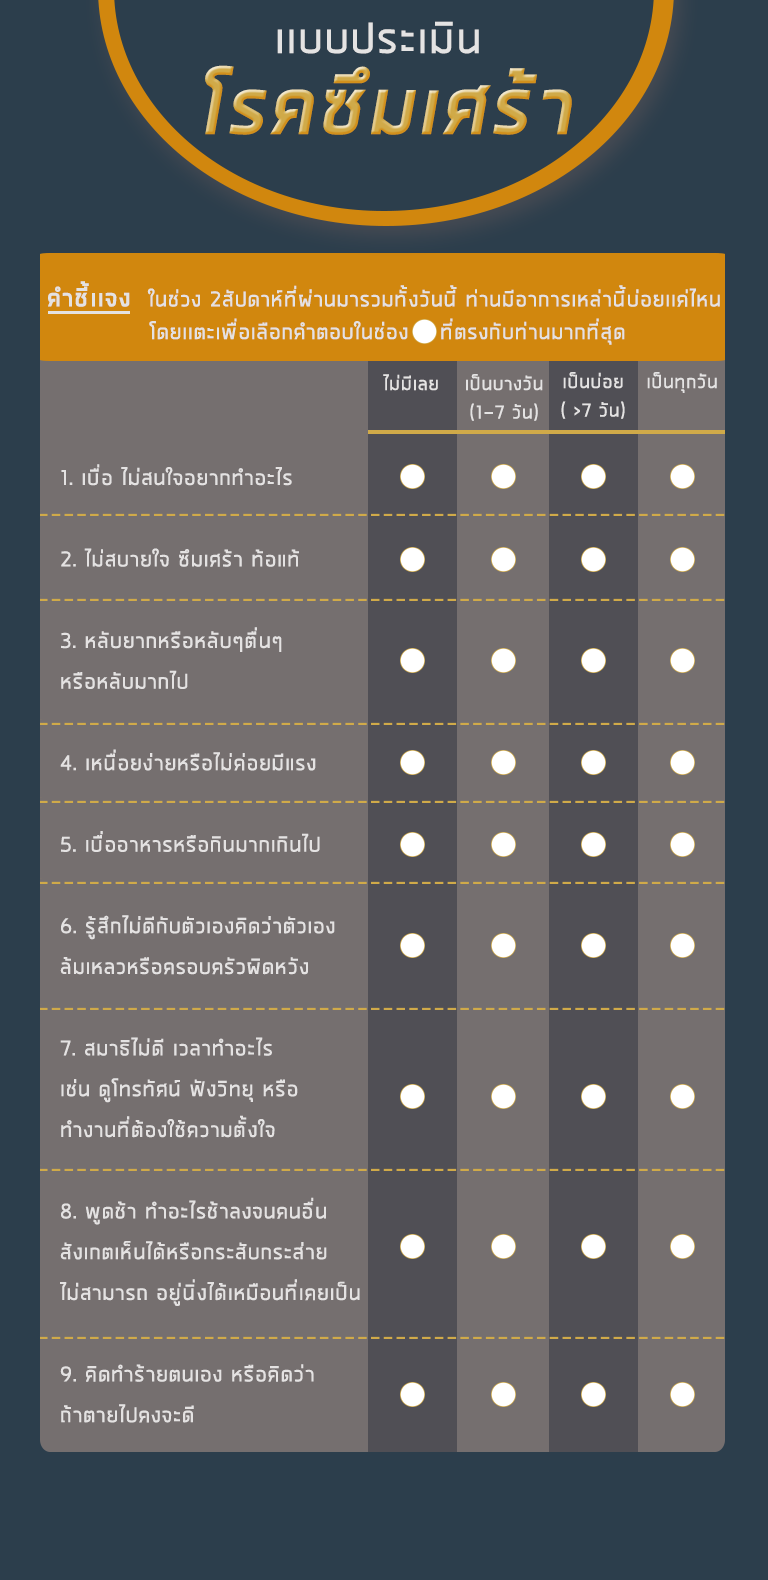 แบบประเมิน
โรคซึมเศร้า
คำชี้แจง ในช่วง 2สัปดาห์ที่ผ่านมารวมทั้งวันนี้ ท่านมีอาการเหล่านี้บ่อยแค่ไหน
โดยแตะเพื่อเลือกคำตอบในช่อง ที่ตรงกับท่านมากที่สุด
ไม่มีเลย เป็นบางวัน เป็นบ่อย เป็นทุกวัน
(1-7 วัน) ( >7 วัน)
1. เบื่อ ไม่สนใจอยากทำอะไร
2. ไม่สบายใจ ซึมเศร้า ท้อแท้
3. หลับยากหรือหลับๆตื่นๆ
หรือหลับมากไป
4. เหนื่อยง่ายหรือไม่ค่อยมีแรง
5. เบื่ออาหารหรือกินมากเกินไป
6. รู้สึกไม่ดีกับตัวเองคิดว่าตัวเอง
ล้มเหลวหรือครอบครัวผิดหวัง
7. สมาธิไม่ดี เวลาทำอะไร
เช่น ดูโทรทัศน์ ฟังวิทยุ หรือ
ทำงานที่ต้องใช้ความตั้งใจ
8. พูดช้า ทำอะไรช้าลงจนคนอื่น
สังเกตเห็นได้หรือกระสับกระส่าย
ไม่สามารถ อยู่นิ่งได้เหมือนที่เคยเป็น
9. คิดทำร้ายตนเอง หรือคิดว่า
ถ้าตายไปคงจะดี